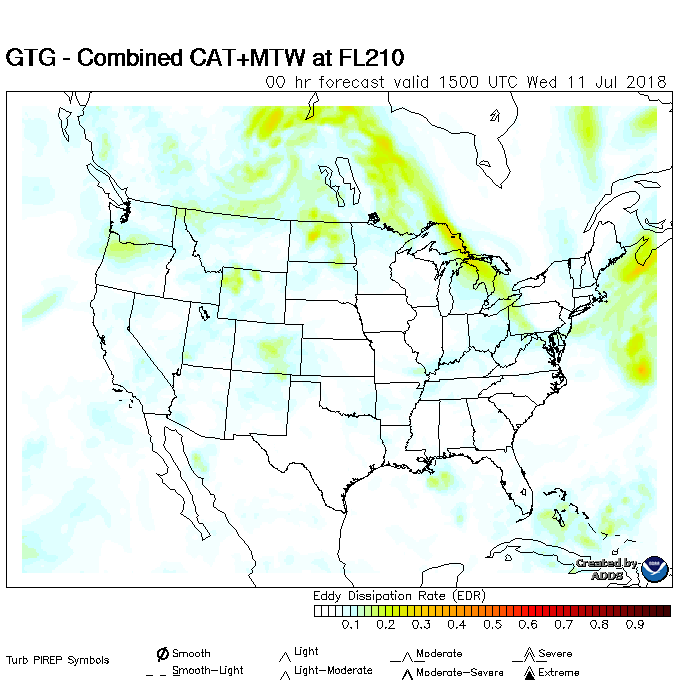 GTG - Combined CAT+MTW at FL210
00 hr forecast valid 1500 UTC Wed 11 Jul 2018
Created by
ADDS
Eddy Dissipation Rate (EDR)
0.1 0.2 0.3 0.4 0.5 0.6 0.7 0.8 0.9
Turb PIREP Symbols
Smooth Light Moderate Severe
Smooth-Light Light-Moderate Moderate-Severe Extreme